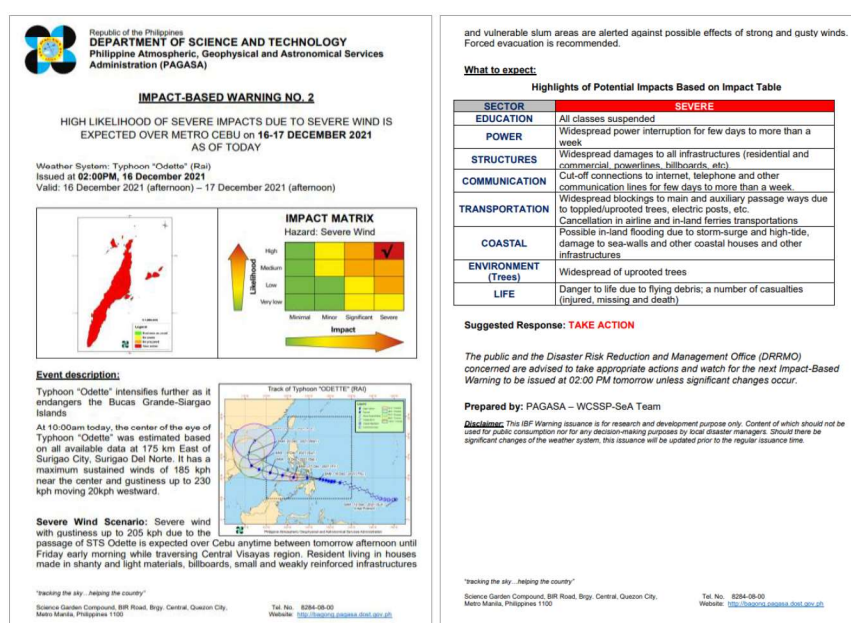 Republic of the Philippines
DEPARTMENT OF SCIENCE AND TECHNOLOGY
Philippine Atmospheric, Geophysical and Astronomical Services
Administration (PAGASA)
IMPACT-BASED WARNING NO. 2
HIGH LIKELIHOOD OF SEVERE IMPACTS DUE TO SEVERE WIND IS
EXPECTED OVER METRO CEBU on 16-17 DECEMBER 2021
AS OF TODAY
Weather System: Typhoon "Odette" (Rai)
Issued at 02:00PM, 16 December 2021
Valid: 16 December 2021 (afternoon) – 17 December 2021 (afternoon)
IMPACT MATRIX
Hazard: Severe Wind
Likelihood
High
Medium
Low
Very low
√
Minimal Minor Significant Severe
Impact
Legend
Event description:
Typhoon "Odette" intensifies further as it
endangers the Bucas Grande-Siargao
Islands
At 10:00am today, the center of the eye of
Typhoon "Odette" was estimated based
on all available data at 175 km East of
Surigao City, Surigao Del Norte. It has a
maximum sustained winds of 185 kph
near the center and gustiness up to 230
kph moving 20kph westward.
Track of Typhoon "ODETTE" (RAI)
Philippine Atmospheric Geophysical and Astronomical Services Administration
Severe Wind Scenario: Severe wind
with gustiness up to 205 kph due to the
passage of STS Odette is expected over Cebu anytime between tomorrow afternoon until
Friday early morning while traversing Central Visayas region. Resident living in houses
made in shanty and light materials, billboards, small and weakly reinforced infrastructures
"tracking the sky...helping the country"
Science Garden Compound, BIR Road, Brgy. Central, Quezon City,
Metro Manila, Philippines 1100
Tel. No. 8284-08-00
Website: http://bagong.pagasa.dost.gov.ph
and vulnerable slum areas are alerted against possible effects of strong and gusty winds.
Forced evacuation is recommended.
What to expect:
Highlights of Potential Impacts Based on Impact Table
SECTOR SEVERE
EDUCATION All classes suspended
POWER Widespread power interruption for few days to more than a
week
STRUCTURES Widespread damages to all infrastructures (residential and
commercial, powerlines, billboards, etc)
COMMUNICATION Cut-off connections to internet, telephone and other
communication lines for few days to more than a week.
TRANSPORTATION Widespread blockings to main and auxiliary passage ways due
to toppled/uprooted trees, electric posts, etc.
Cancellation in airline and in-land ferries transportations
COASTAL Possible in-land flooding due to storm-surge and high-tide,
damage to sea-walls and other coastal houses and other
infrastructures
ENVIRONMENT
(Trees) Widespread of uprooted trees
LIFE Danger to life due to flying debris; a number of casualties
(injured, missing and death)
Suggested Response: TAKE ACTION
The public and the Disaster Risk Reduction and Management Office (DRRMO)
concerned are advised to take appropriate actions and watch for the next Impact-Based
Warning to be issued at 02:00 PM tomorrow unless significant changes occur.
Prepared by: PAGASA – WCSSP-SeA Team
Disclaimer: This IBF Warning issuance is for research and development purpose only. Content of which should not be
used for public consumption nor for any decision-making purposes by local disaster managers. Should there be
significant changes of the weather system, this issuance will be updated prior to the regular issuance time.
"tracking the sky...helping the country"
Science Garden Compound, BIR Road, Brgy. Central, Quezon City,
Metro Manila, Philippines 1100
Tel. No. 8284-08-00
Website: http://bagong.pagasa.dost.gov.ph